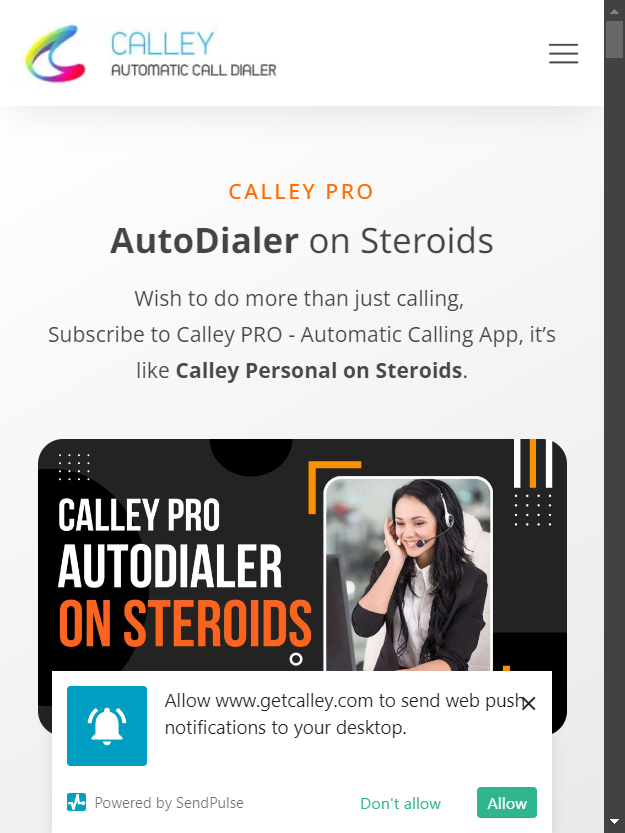 CALLEY
AUTOMATIC CALL DIALER
CALLEY PRO
AutoDialer on Steroids
Wish to do more than just calling,
Subscribe to Calley PRO - Automatic Calling App, it’s
like Calley Personal on Steroids.
CALLEY PRO
AUTODIALER
ON STEROIDS
Allow www.getcalley.com to send web push
notifications to your desktop.
Powered by SendPulse
Don't allow
Allow